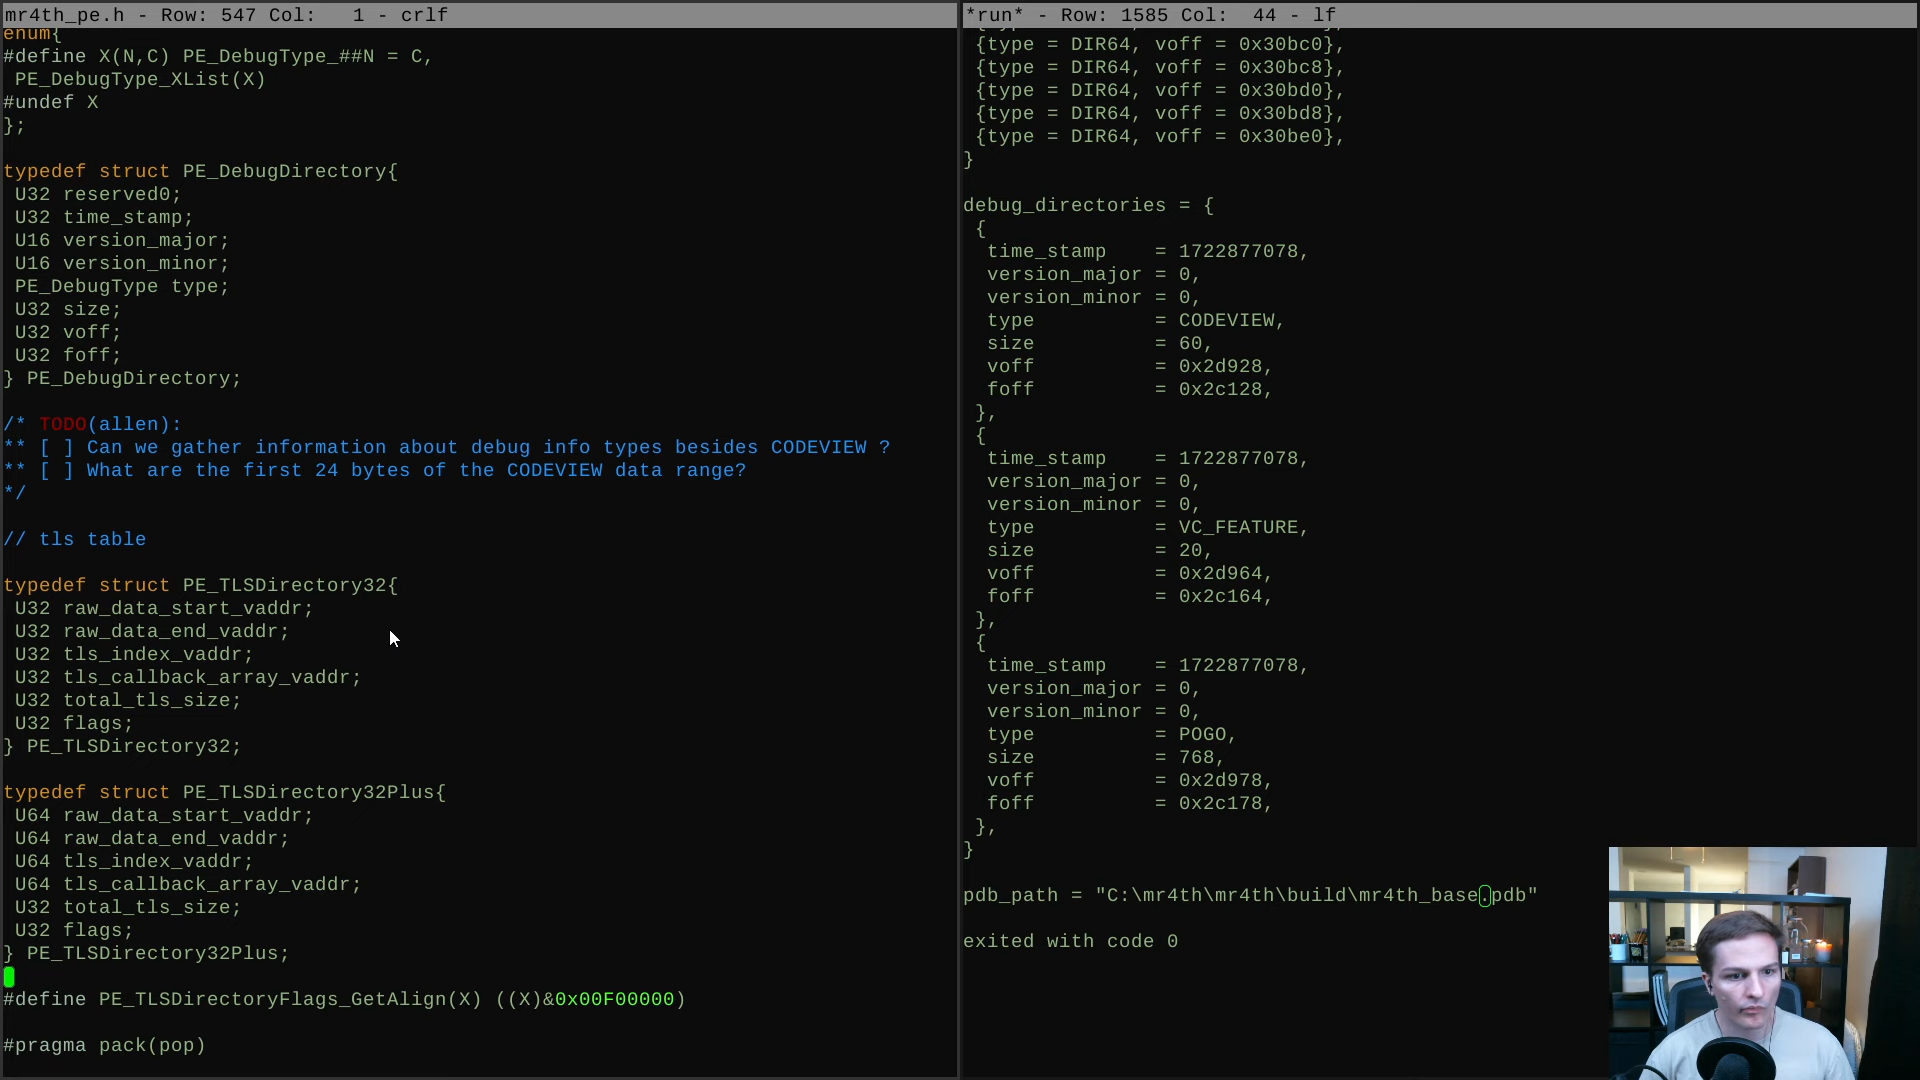 mr4th_pe.h - Row: 547 Col:   1 - crlf
enum{
#define X(N,C) PE_DebugType_##N = C,
 PE_DebugType_XList(X)
#undef X
};
typedef struct PE_DebugDirectory{
 U32 reserved0;
 U32 time_stamp;
 U16 version_major;
 U16 version_minor;
 PE_DebugType type;
 U32 size;
 U32 voff;
 U32 foff;
} PE_DebugDirectory;
/* TODO(allen):
** [ ] Can we gather information about debug info types besides CODEVIEW ?
** [ ] What are the first 24 bytes of the CODEVIEW data range?
*/
// tls table
typedef struct PE_TLSDirectory32{
 U32 raw_data_start_vaddr;
 U32 raw_data_end_vaddr;
 U32 tls_index_vaddr;
 U32 tls_callback_array_vaddr;
 U32 total_tls_size;
 U32 flags;
} PE_TLSDirectory32;
typedef struct PE_TLSDirectory32Plus{
 U64 raw_data_start_vaddr;
 U64 raw_data_end_vaddr;
 U64 tls_index_vaddr;
 U64 tls_callback_array_vaddr;
 U32 total_tls_size;
 U32 flags;
} PE_TLSDirectory32Plus;
#define PE_TLSDirectoryFlags_GetAlign(X) ((X)&0x00F00000)
#pragma pack(pop)
*run* - Row: 1585 Col:  44 - lf
 {type = DIR64, voff = 0x30bc0},
 {type = DIR64, voff = 0x30bc8},
 {type = DIR64, voff = 0x30bd0},
 {type = DIR64, voff = 0x30bd8},
 {type = DIR64, voff = 0x30be0},
}
debug_directories = {
 {
  time_stamp    = 1722877078,
  version_major = 0,
  version_minor = 0,
  type          = CODEVIEW,
  size          = 60,
  voff          = 0x2d928,
  foff          = 0x2c128,
 },
 {
  time_stamp    = 1722877078,
  version_major = 0,
  version_minor = 0,
  type          = VC_FEATURE,
  size          = 20,
  voff          = 0x2d964,
  foff          = 0x2c164,
 },
 {
  time_stamp    = 1722877078,
  version_major = 0,
  version_minor = 0,
  type          = POGO,
  size          = 768,
  voff          = 0x2d978,
  foff          = 0x2c178,
 },
}
pdb_path = "C:\mr4th\mr4th\build\mr4th_base.pdb"
exited with code 0